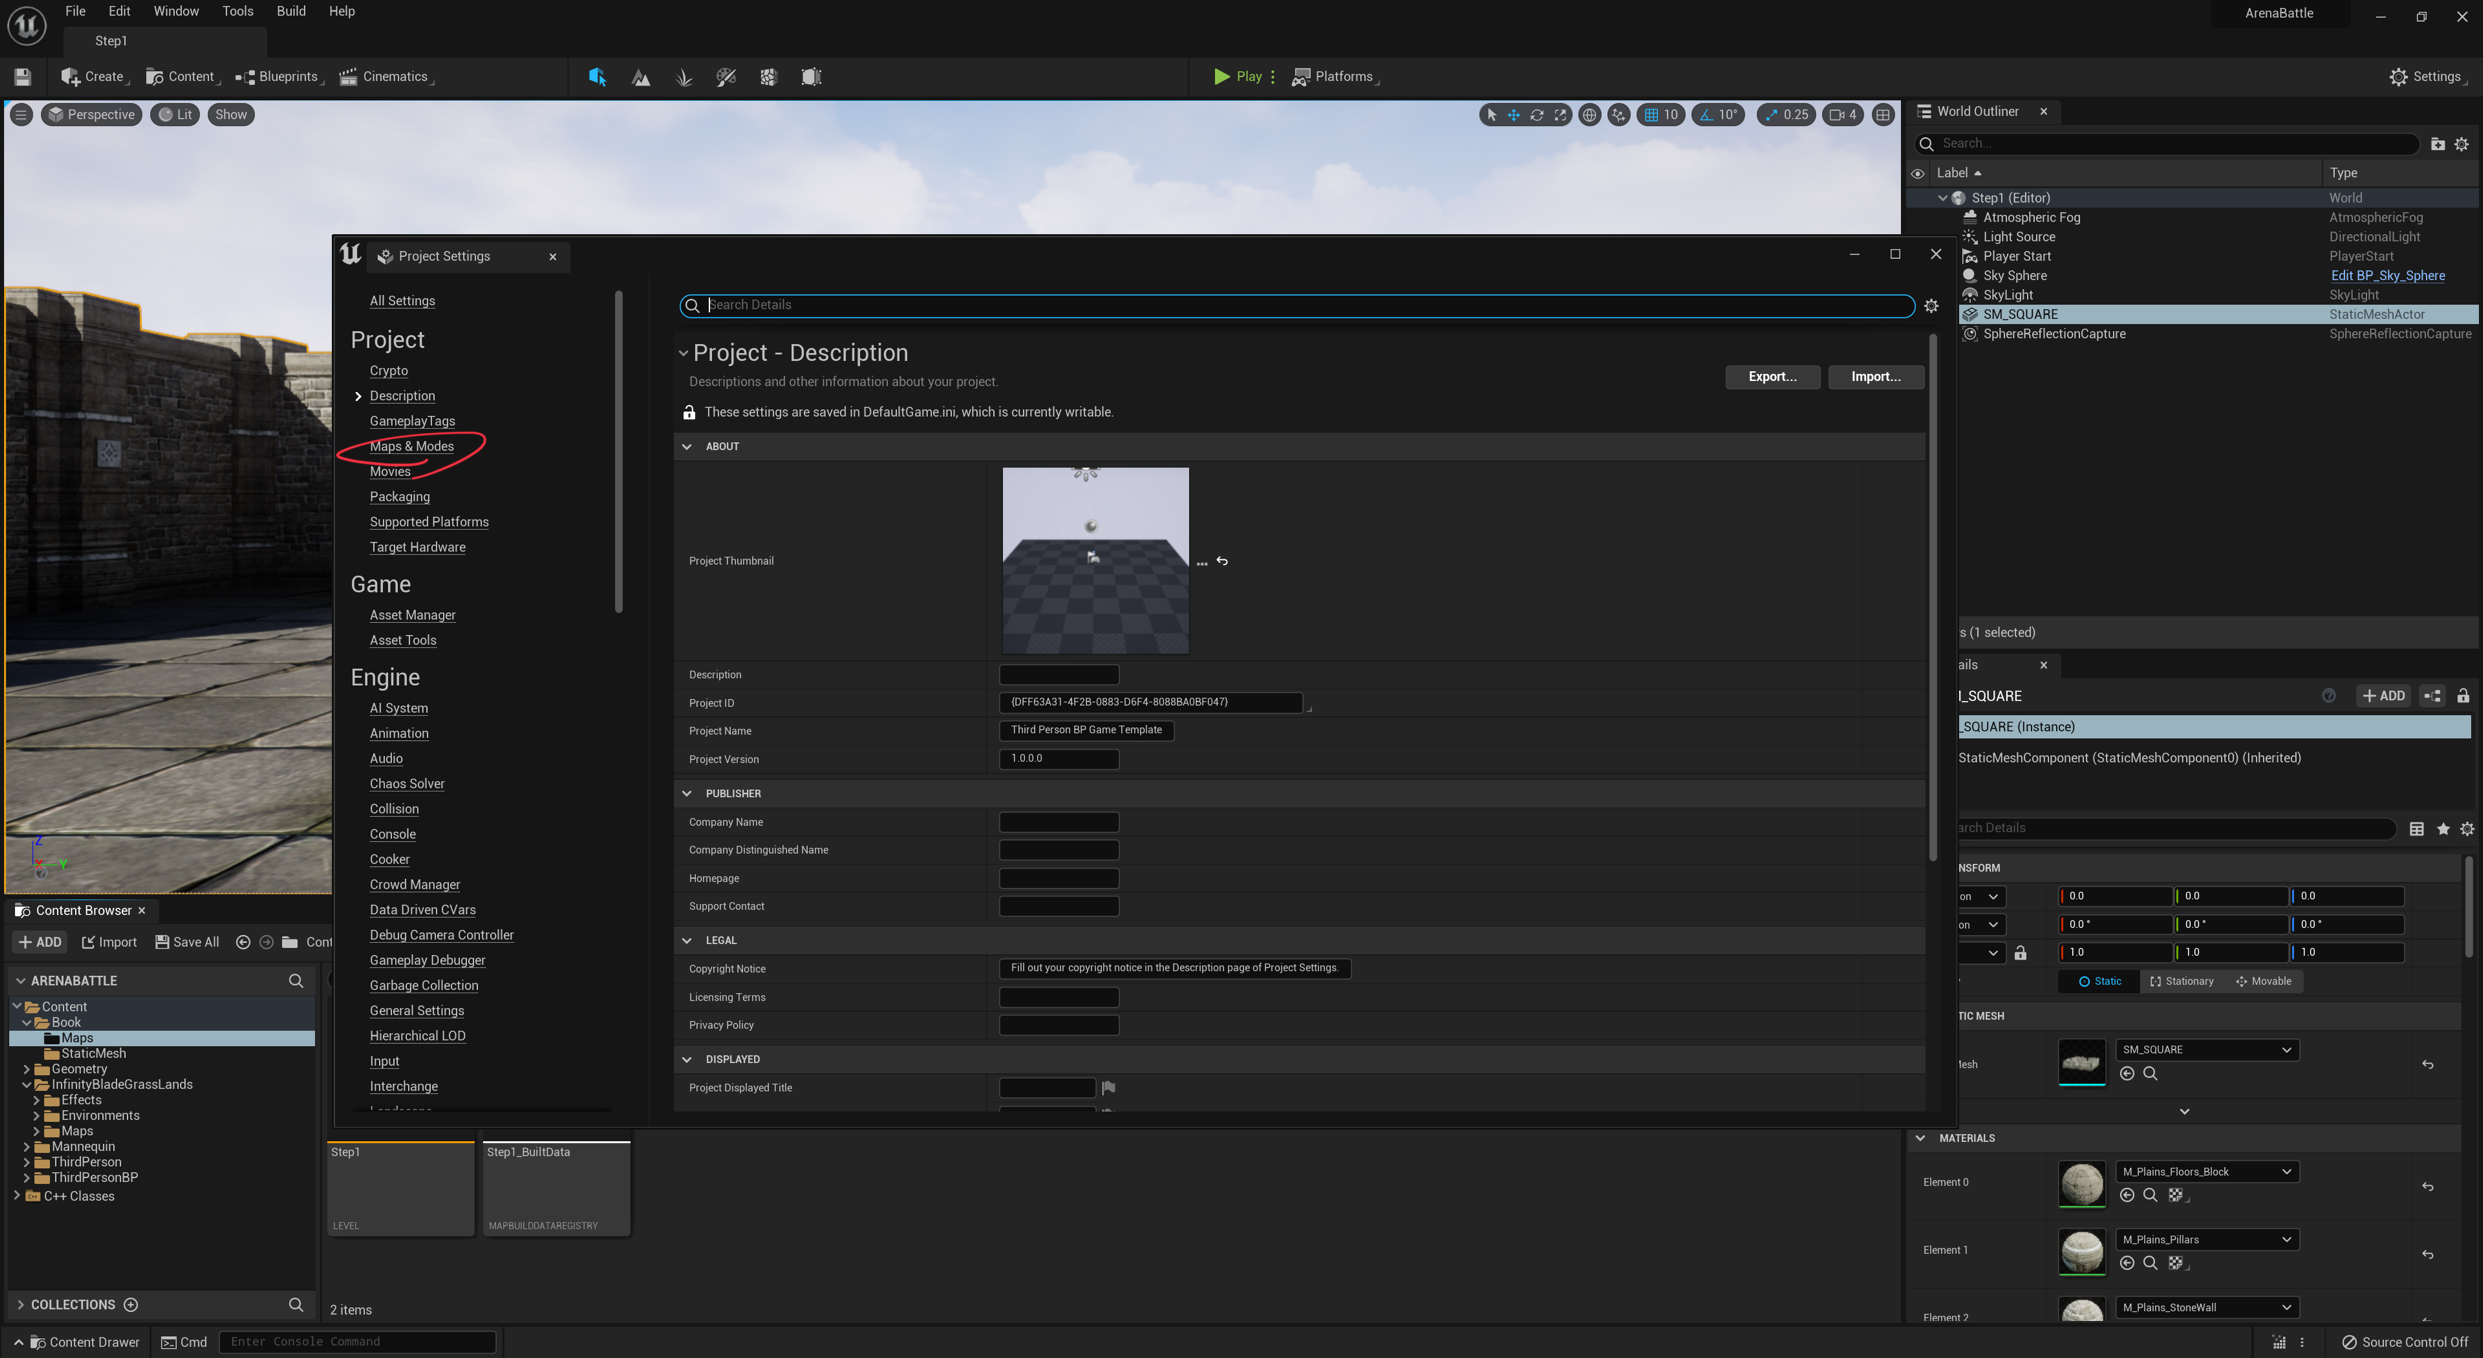 File Edit Window Tools Build Help
ArenaBattle
Step1
Create Content Blueprints Cinematics
Play Platforms
Settings
Perspective Lit Show
10 10° 0.25 4
World Outliner
Search...
Label Type
Step1 (Editor) World
Atmospheric Fog AtmosphericFog
Light Source DirectionalLight
Player Start PlayerStart
Sky Sphere Edit BP_Sky_Sphere
SkyLight SkyLight
SM_SQUARE StaticMeshActor
SphereReflectionCapture SphereReflectionCapture
s (1 selected)
Project Settings
All Settings
Project
Crypto
Description
GameplayTags
Maps & Modes
Movies
Packaging
Supported Platforms
Target Hardware
Game
Asset Manager
Asset Tools
Engine
AI System
Animation
Audio
Chaos Solver
Collision
Console
Cooker
Crowd Manager
Data Driven CVars
Debug Camera Controller
Gameplay Debugger
Garbage Collection
General Settings
Hierarchical LOD
Input
Interchange
Search Details
Project - Description
Descriptions and other information about your project.
Export... Import...
These settings are saved in DefaultGame.ini, which is currently writable.
ABOUT
Project Thumbnail
Description
Project ID {DFF63A31-4F2B-0883-D6F4-8088BA0BF047}
Project Name Third Person BP Game Template
Project Version 1.0.0.0
PUBLISHER
Company Name
Company Distinguished Name
Homepage
Support Contact
LEGAL
Copyright Notice Fill out your copyright notice in the Description page of Project Settings.
Licensing Terms
Privacy Policy
DISPLAYED
Project Displayed Title
ails
_SQUARE
ADD
_SQUARE (Instance)
StaticMeshComponent (StaticMeshComponent0) (Inherited)
arch Details
NSFORM
on 0.0 0.0 0.0
on 0.0 ° 0.0 ° 0.0 °
1.0 1.0 1.0
Static Stationary Movable
TIC MESH
Mesh SM_SQUARE
MATERIALS
Element 0 M_Plains_Floors_Block
Element 1 M_Plains_Pillars
Element 2 M_Plains_StoneWall
Content Browser
ADD Import Save All Cont
ARENABATTLE
Content
Book
Maps
StaticMesh
Geometry
InfinityBladeGrassLands
Effects
Environments
Maps
Mannequin
ThirdPerson
ThirdPersonBP
C++ Classes
COLLECTIONS
Step1
LEVEL
Step1_BuiltData
MAPBUILDDATAREGISTRY
2 items
Content Drawer Cmd Enter Console Command
Source Control Off